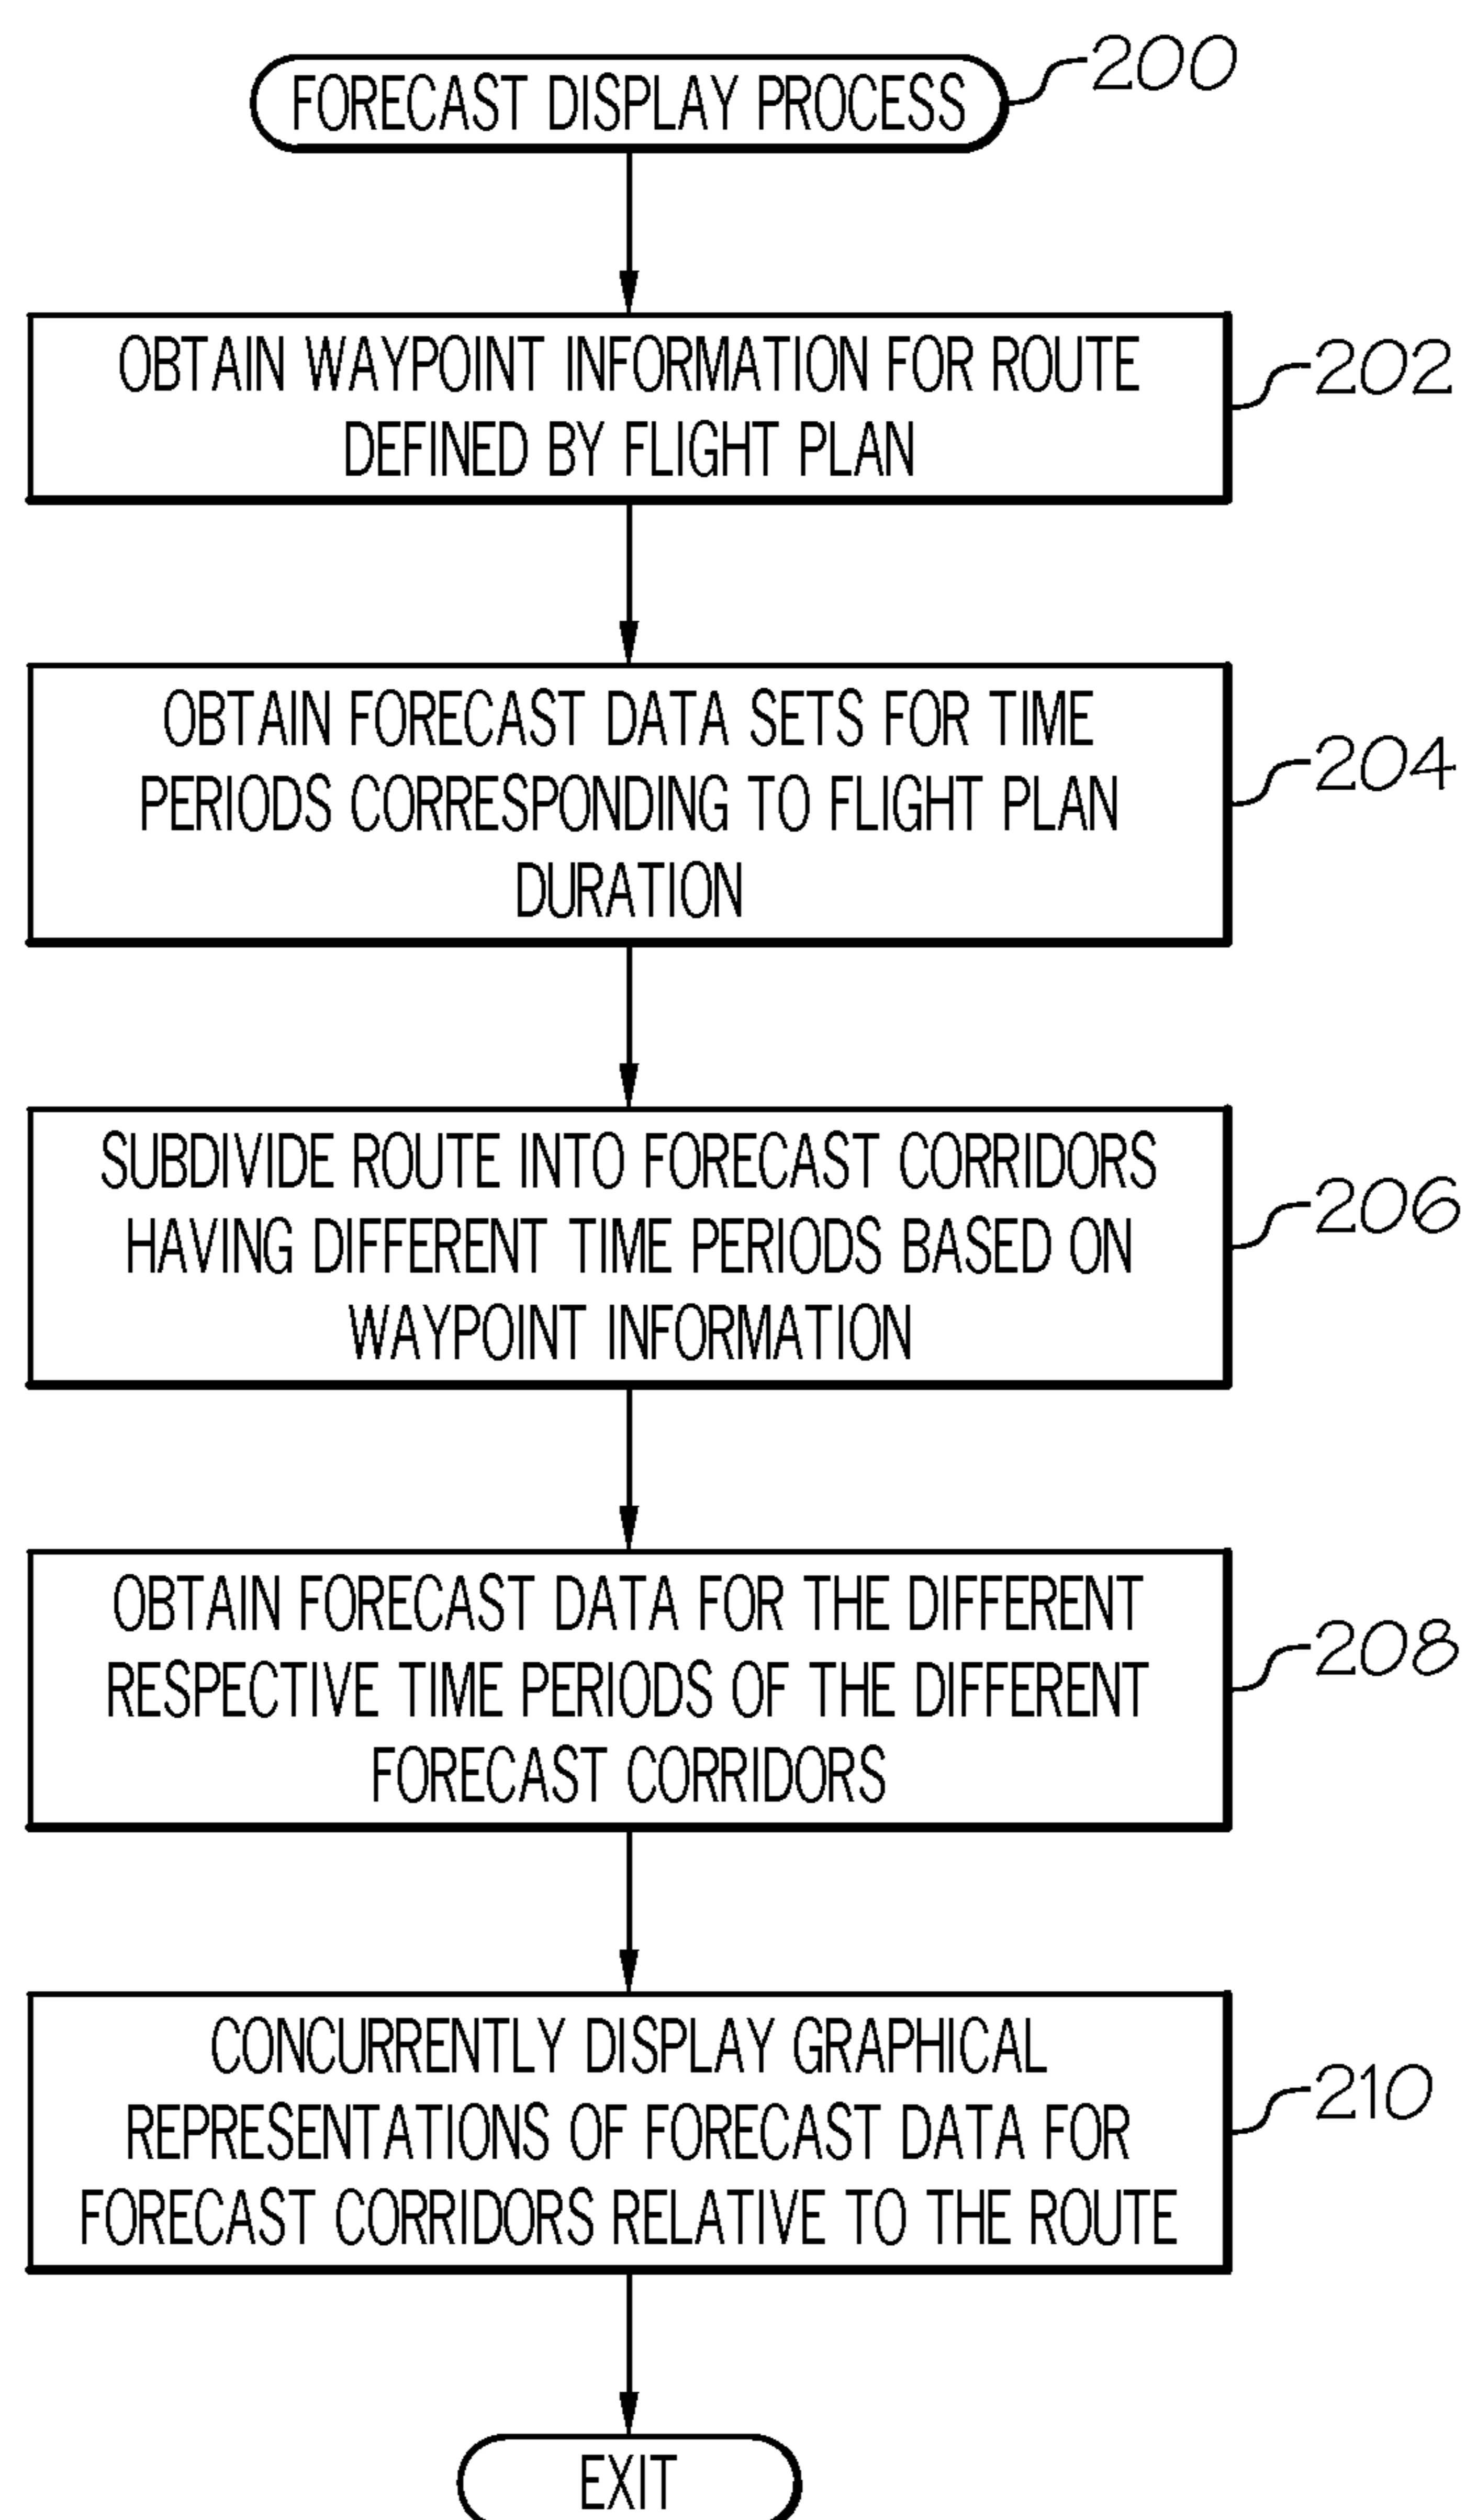 FORECAST DISPLAY PROCESS
200
OBTAIN WAYPOINT INFORMATION FOR ROUTE
DEFINED BY FLIGHT PLAN
202
OBTAIN FORECAST DATA SETS FOR TIME
PERIODS CORRESPONDING TO FLIGHT PLAN
DURATION
204
SUBDIVIDE ROUTE INTO FORECAST CORRIDORS
HAVING DIFFERENT TIME PERIODS BASED ON
WAYPOINT INFORMATION
206
OBTAIN FORECAST DATA FOR THE DIFFERENT
RESPECTIVE TIME PERIODS OF THE DIFFERENT
FORECAST CORRIDORS
208
CONCURRENTLY DISPLAY GRAPHICAL
REPRESENTATIONS OF FORECAST DATA FOR
FORECAST CORRIDORS RELATIVE TO THE ROUTE
210
EXIT